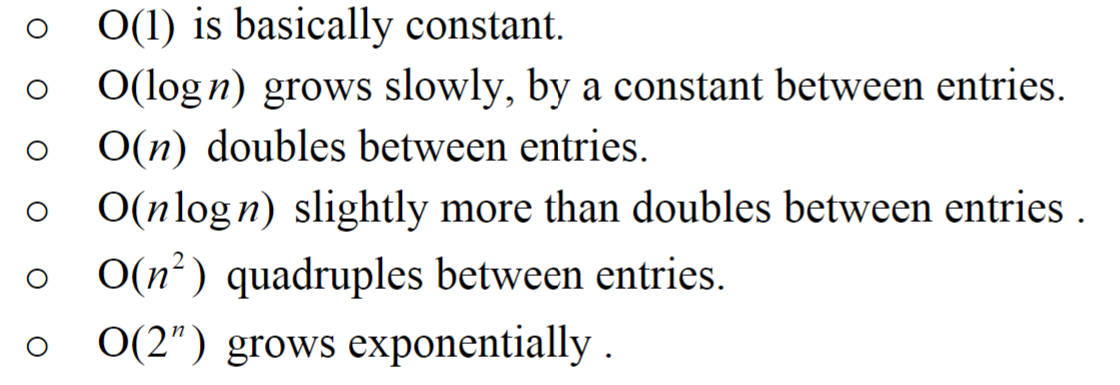 ○ O(1) is basically constant.
○ O(log n) grows slowly, by a constant between entries.
○ O(n) doubles between entries.
○ O(n log n) slightly more than doubles between entries .
○ O(n²) quadruples between entries.
○ O(2ⁿ) grows exponentially .